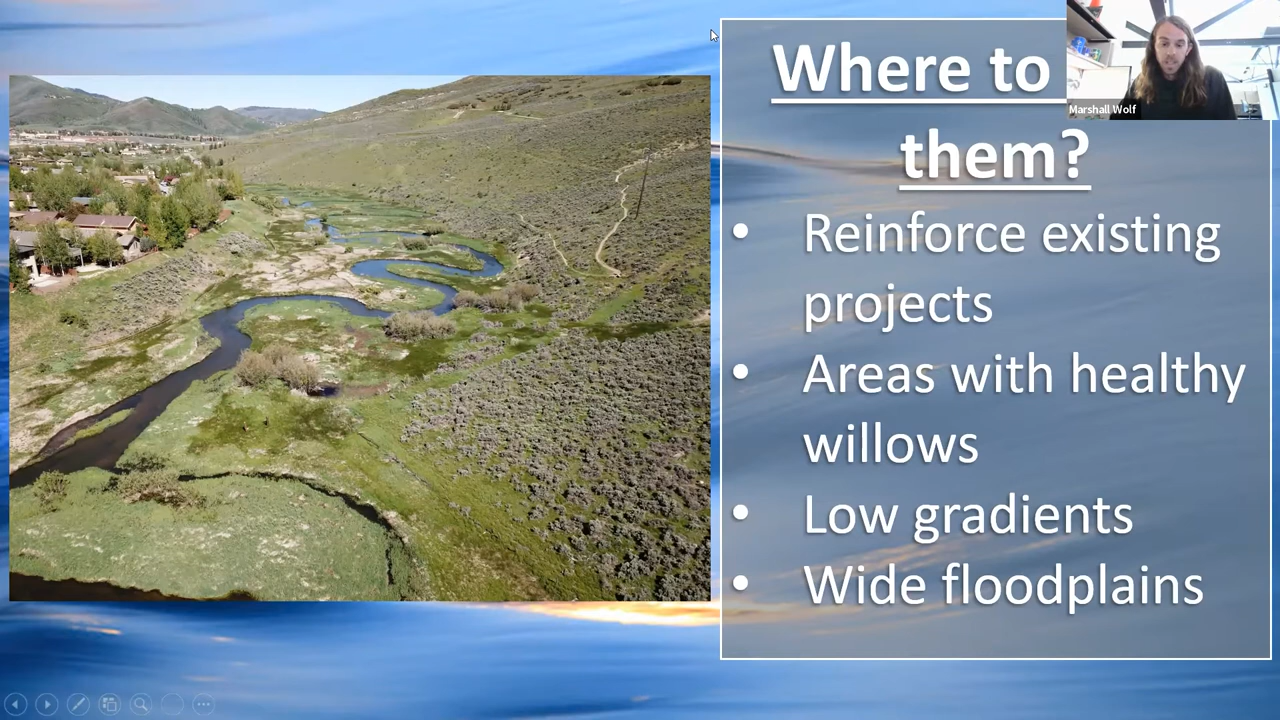 Where to
them?
• Reinforce existing
projects
• Areas with healthy
willows
• Low gradients
• Wide floodplains
Marshall Wolf